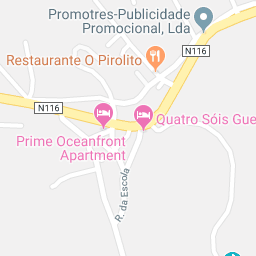 Promotres-Publicidade
Promocional, Lda
N116
Restaurante O Pirolito
N116
Prime Oceanfront
Apartment
Quatro Sóis Gue
R. da Escola